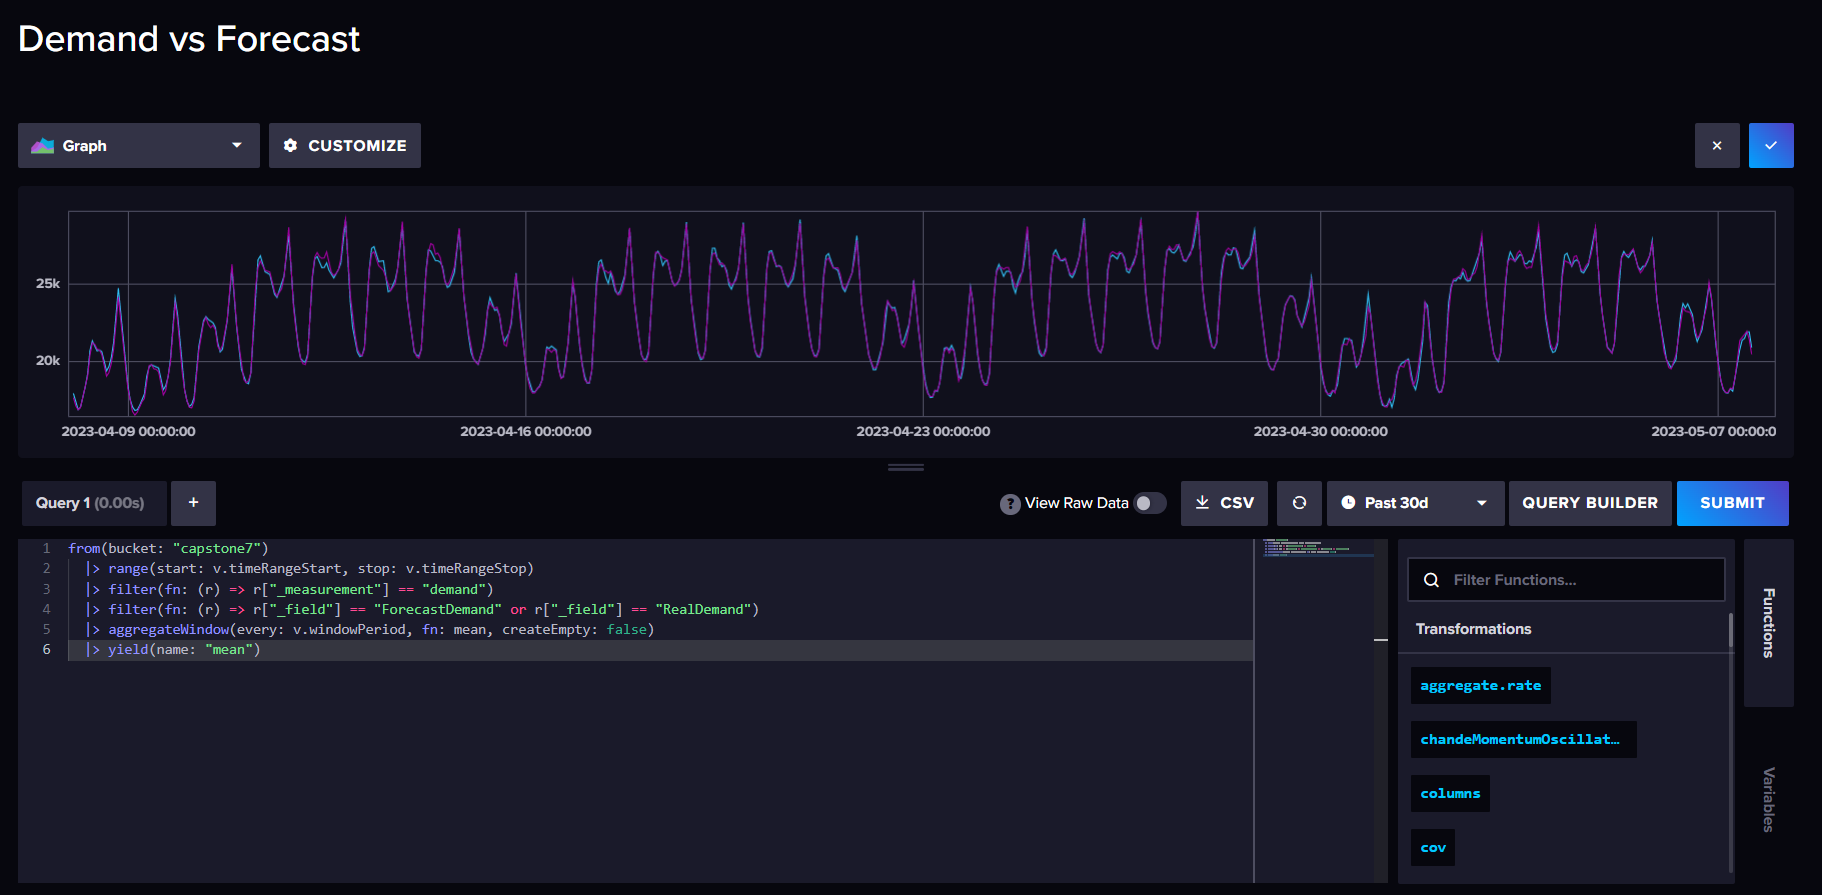 Demand vs Forecast
Graph
CUSTOMIZE
25k
20k
2023-04-09 00:00:00 2023-04-16 00:00:00 2023-04-23 00:00:00 2023-04-30 00:00:00 2023-05-07 00:00:0
Query 1 (0.00s)
+
? View Raw Data
CSV
Past 30d
QUERY BUILDER
SUBMIT
1 from(bucket: "capstone7")
2 |> range(start: v.timeRangeStart, stop: v.timeRangeStop)
3 |> filter(fn: (r) => r["_measurement"] == "demand")
4 |> filter(fn: (r) => r["_field"] == "ForecastDemand" or r["_field"] == "RealDemand")
5 |> aggregateWindow(every: v.windowPeriod, fn: mean, createEmpty: false)
6 |> yield(name: "mean")
Filter Functions...
Transformations
aggregate.rate
chandeMomentumOscillat…
columns
cov
Functions
Variables